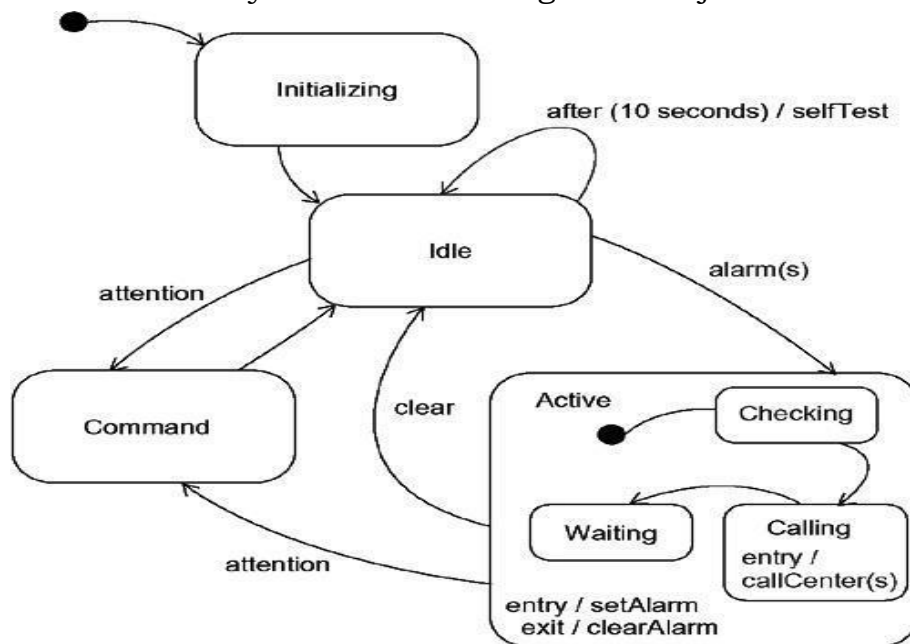 Initializing
after (10 seconds) / selfTest
Idle
alarm(s)
attention
clear
Command
Active
Checking
Waiting
Calling
entry /
callCenter(s)
attention
entry / setAlarm
exit / clearAlarm